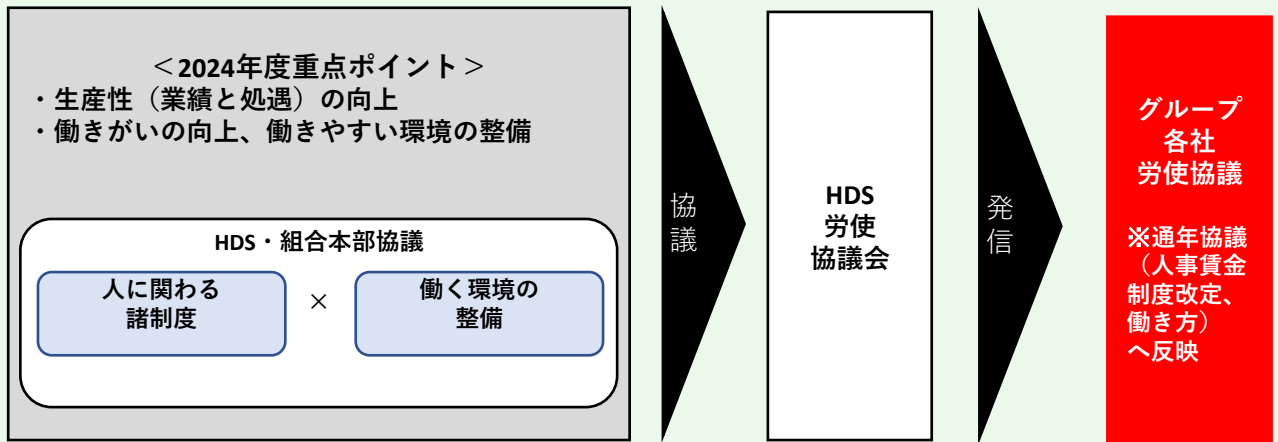 ＜2024年度重点ポイント＞
・生産性（業績と処遇）の向上
・働きがいの向上、働きやすい環境の整備
HDS・組合本部協議
人に関わる
諸制度
×
働く環境の
整備
協
議
HDS
労使
協議会
発
信
グループ
各社
労使協議
※通年協議
（人事賃金
制度改定、
働き方）
へ反映